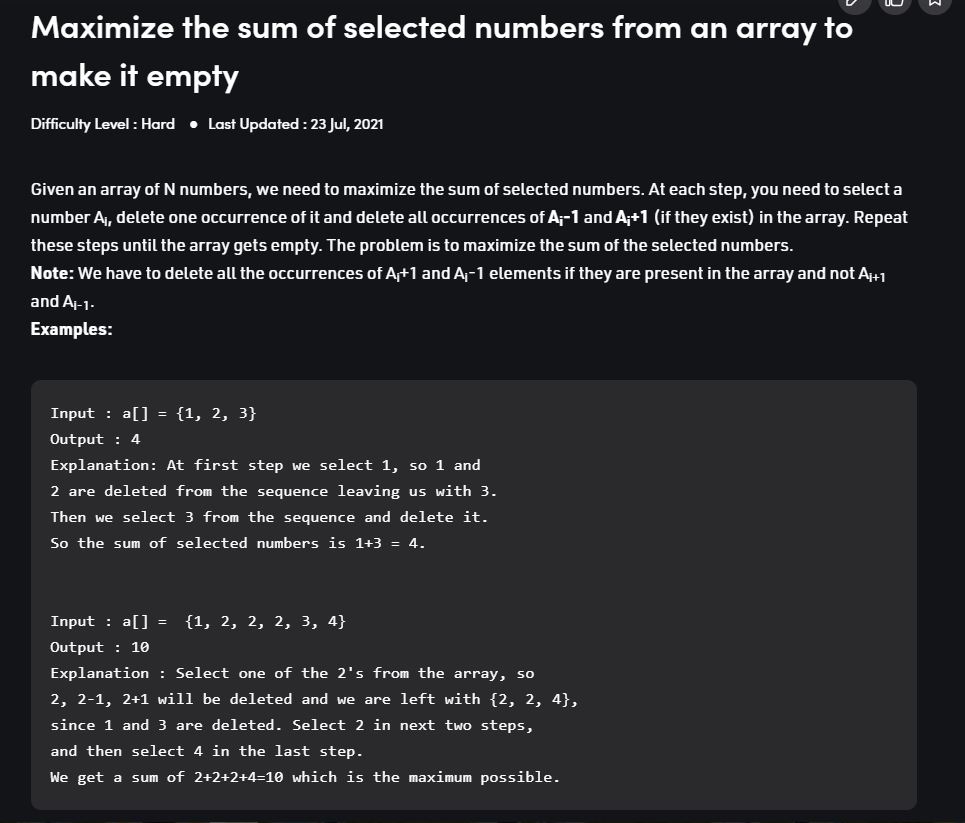 Maximize the sum of selected numbers from an array to
make it empty
Difficulty Level : Hard ● Last Updated : 23 Jul, 2021
Given an array of N numbers, we need to maximize the sum of selected numbers. At each step, you need to select a
number Aᵢ, delete one occurrence of it and delete all occurrences of Aᵢ-1 and Aᵢ+1 (if they exist) in the array. Repeat
these steps until the array gets empty. The problem is to maximize the sum of the selected numbers.
Note: We have to delete all the occurrences of Aᵢ+1 and Aᵢ-1 elements if they are present in the array and not Aᵢ₊₁
and Aᵢ₋₁.
Examples:
Input : a[] = {1, 2, 3}
Output : 4
Explanation: At first step we select 1, so 1 and
2 are deleted from the sequence leaving us with 3.
Then we select 3 from the sequence and delete it.
So the sum of selected numbers is 1+3 = 4.
Input : a[] =  {1, 2, 2, 2, 3, 4}
Output : 10
Explanation : Select one of the 2's from the array, so
2, 2-1, 2+1 will be deleted and we are left with {2, 2, 4},
since 1 and 3 are deleted. Select 2 in next two steps,
and then select 4 in the last step.
We get a sum of 2+2+2+4=10 which is the maximum possible.